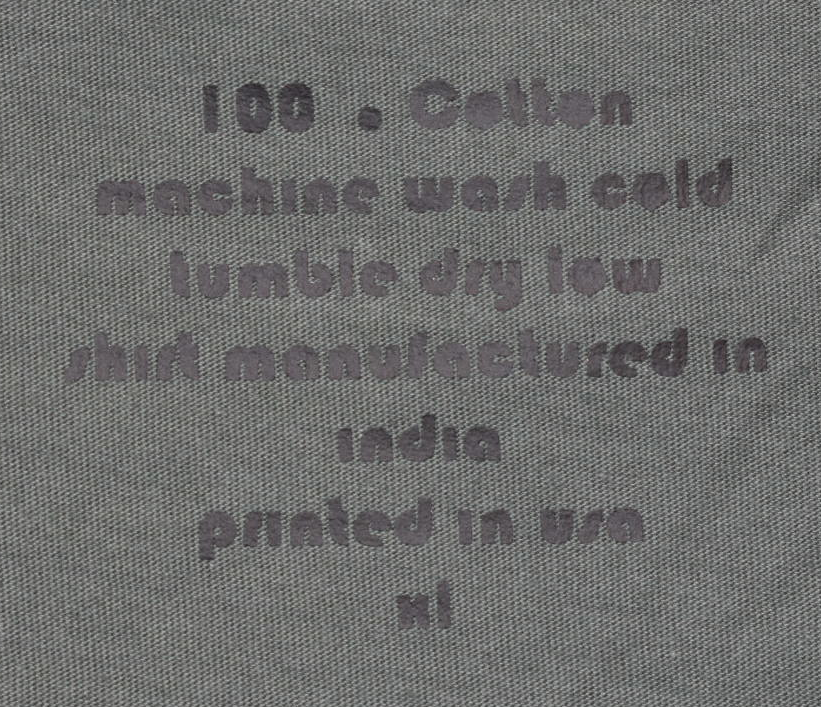 100 . Cotton
machine wash cold
tumble dry low
shirt manufactured in
india
printed in usa
xl